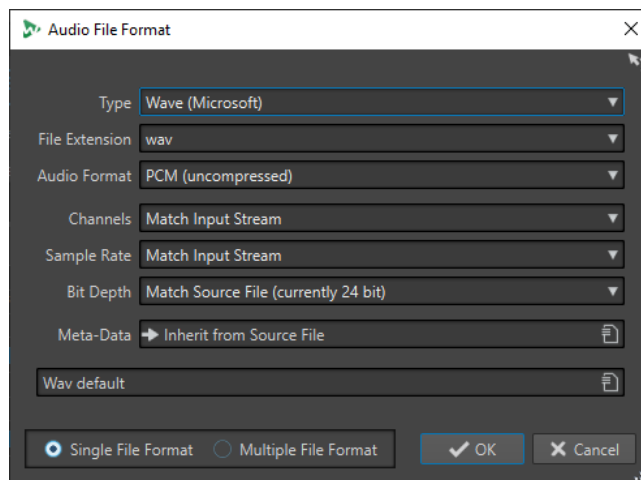 Audio File Format
Type Wave (Microsoft)
File Extension wav
Audio Format PCM (uncompressed)
Channels Match Input Stream
Sample Rate Match Input Stream
Bit Depth Match Source File (currently 24 bit)
Meta-Data Inherit from Source File
Wav default
Single File Format Multiple File Format OK Cancel